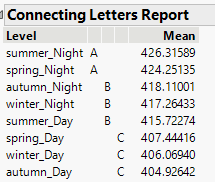 Connecting Letters Report
Level Mean
summer_Night A 426.31589
spring_Night A 424.25135
autumn_Night B 418.11001
winter_Night B 417.26433
summer_Day B 415.72274
spring_Day C 407.44416
winter_Day C 406.06940
autumn_Day C 404.92642